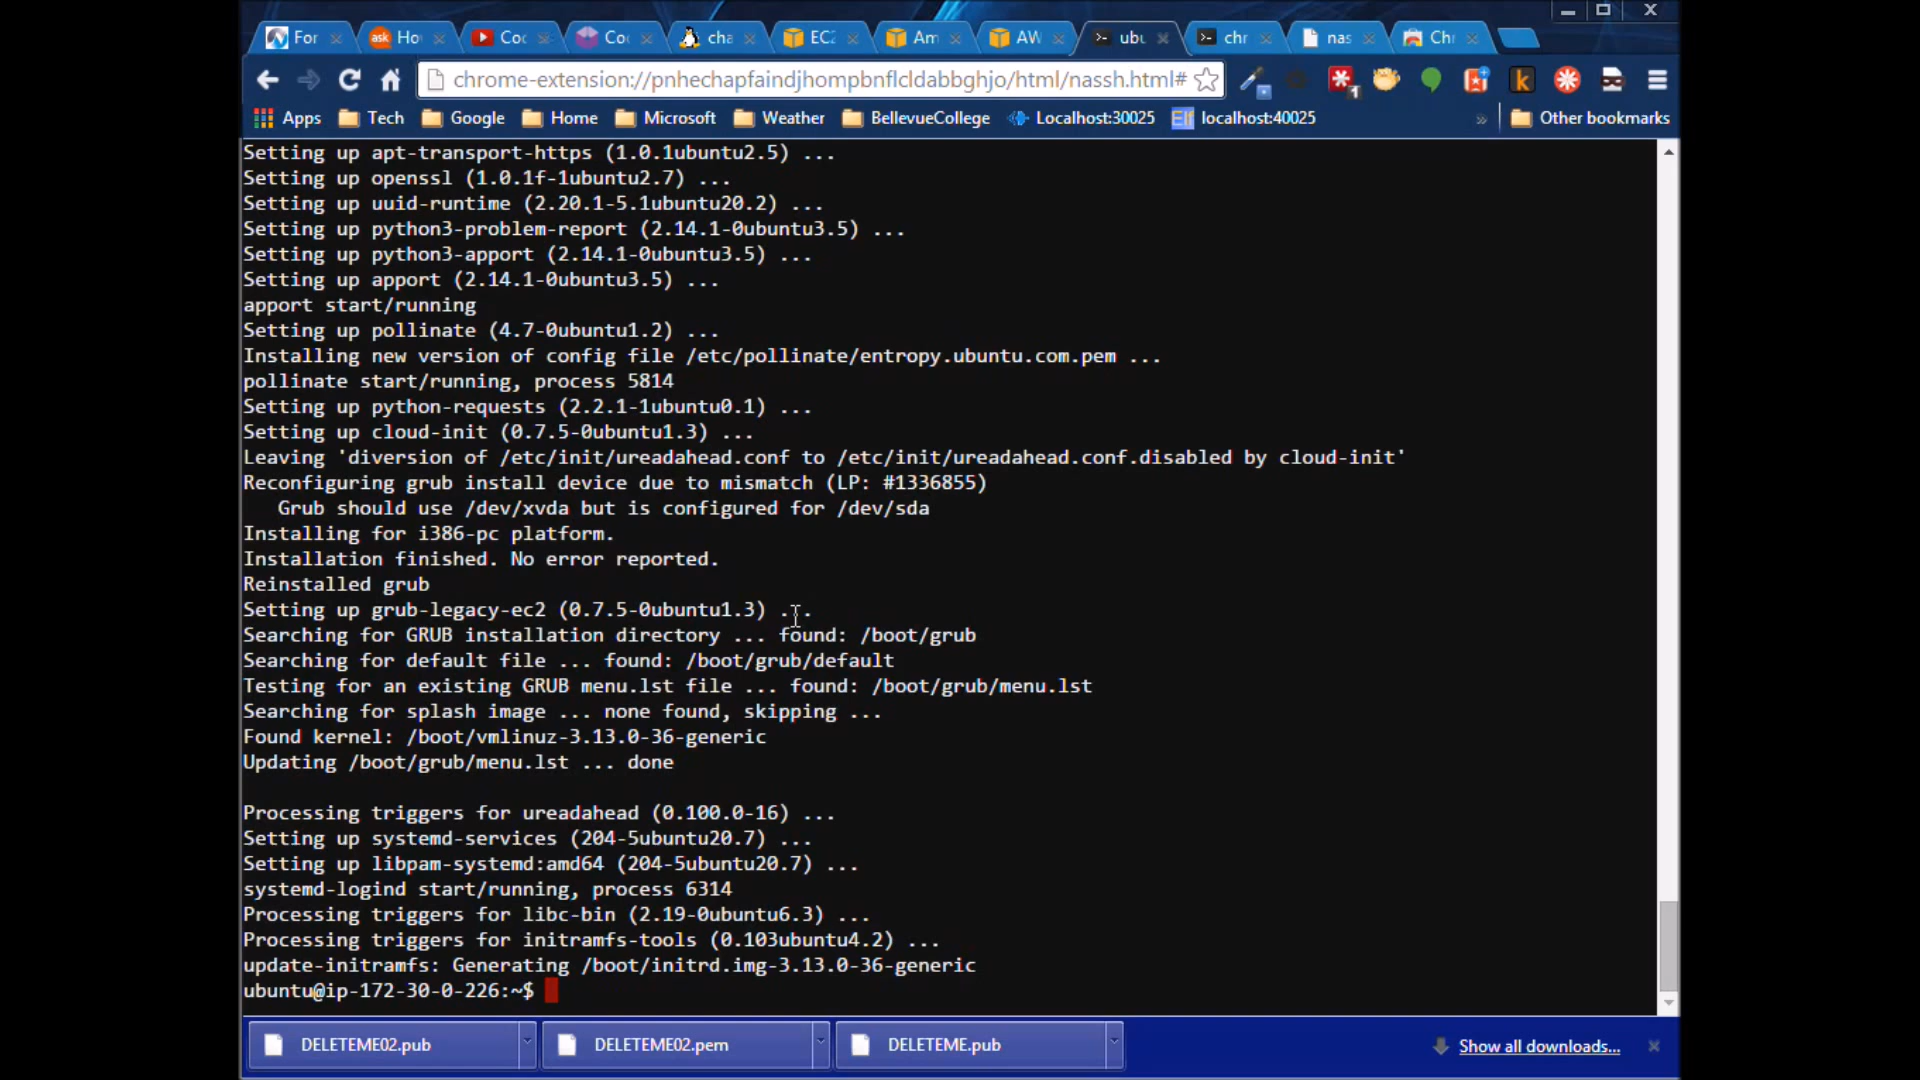 For
ask Ho
Coc
Co
cha
EC2
Am
AW
ubu
chr
nas
Chr
chrome-extension://pnhechapfaindjhompbnflcldabbghjo/html/nassh.html#
1
k
Apps
Tech
Google
Home
Microsoft
Weather
BellevueCollege
Localhost:30025
localhost:40025
»
Other bookmarks
Setting up apt-transport-https (1.0.1ubuntu2.5) ...
Setting up openssl (1.0.1f-1ubuntu2.7) ...
Setting up uuid-runtime (2.20.1-5.1ubuntu20.2) ...
Setting up python3-problem-report (2.14.1-0ubuntu3.5) ...
Setting up python3-apport (2.14.1-0ubuntu3.5) ...
Setting up apport (2.14.1-0ubuntu3.5) ...
apport start/running
Setting up pollinate (4.7-0ubuntu1.2) ...
Installing new version of config file /etc/pollinate/entropy.ubuntu.com.pem ...
pollinate start/running, process 5814
Setting up python-requests (2.2.1-1ubuntu0.1) ...
Setting up cloud-init (0.7.5-0ubuntu1.3) ...
Leaving 'diversion of /etc/init/ureadahead.conf to /etc/init/ureadahead.conf.disabled by cloud-init'
Reconfiguring grub install device due to mismatch (LP: #1336855)
Grub should use /dev/xvda but is configured for /dev/sda
Installing for i386-pc platform.
Installation finished. No error reported.
Reinstalled grub
Setting up grub-legacy-ec2 (0.7.5-0ubuntu1.3) ...
Searching for GRUB installation directory ... found: /boot/grub
Searching for default file ... found: /boot/grub/default
Testing for an existing GRUB menu.lst file ... found: /boot/grub/menu.lst
Searching for splash image ... none found, skipping ...
Found kernel: /boot/vmlinuz-3.13.0-36-generic
Updating /boot/grub/menu.lst ... done
Processing triggers for ureadahead (0.100.0-16) ...
Setting up systemd-services (204-5ubuntu20.7) ...
Setting up libpam-systemd:amd64 (204-5ubuntu20.7) ...
systemd-logind start/running, process 6314
Processing triggers for libc-bin (2.19-0ubuntu6.3) ...
Processing triggers for initramfs-tools (0.103ubuntu4.2) ...
update-initramfs: Generating /boot/initrd.img-3.13.0-36-generic
ubuntu@ip-172-30-0-226:~$
DELETEME02.pub
DELETEME02.pem
DELETEME.pub
Show all downloads...